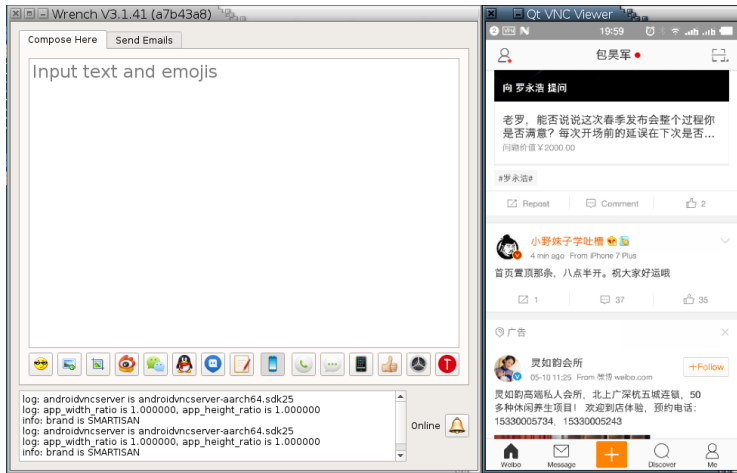 Wrench V3.1.41 (a7b43a8)
Compose Here
Send Emails
Input text and emojis
log: androidvncserver is androidvncserver-aarch64.sdk25
log: app_width_ratio is 1.000000, app_height_ratio is 1.000000
info: brand is SMARTISAN
log: androidvncserver is androidvncserver-aarch64.sdk25
log: app_width_ratio is 1.000000, app_height_ratio is 1.000000
info: brand is SMARTISAN
Online
Qt VNC Viewer
19:59
包昊军
向 罗永浩 提问
老罗，能否说说这次春季发布会整个过程你
是否满意？每次开场前的延误在下次是否...
问题价值￥2000.00
#罗永浩#
Repost
Comment
2
小野妹子学吐槽
4 min ago From iPhone 7 Plus
首页置顶那条，八点半开。祝大家好运哦
1
37
35
广告
灵如韵会所
+Follow
05-10 11:25 From 微博 weibo.com
灵如韵高端私人会所，北上广深杭五城连锁，50
多种休闲养生项目！ 欢迎到店体验，预约电话：
15330005734，15330005243
Weibo
Message
Discover
Me